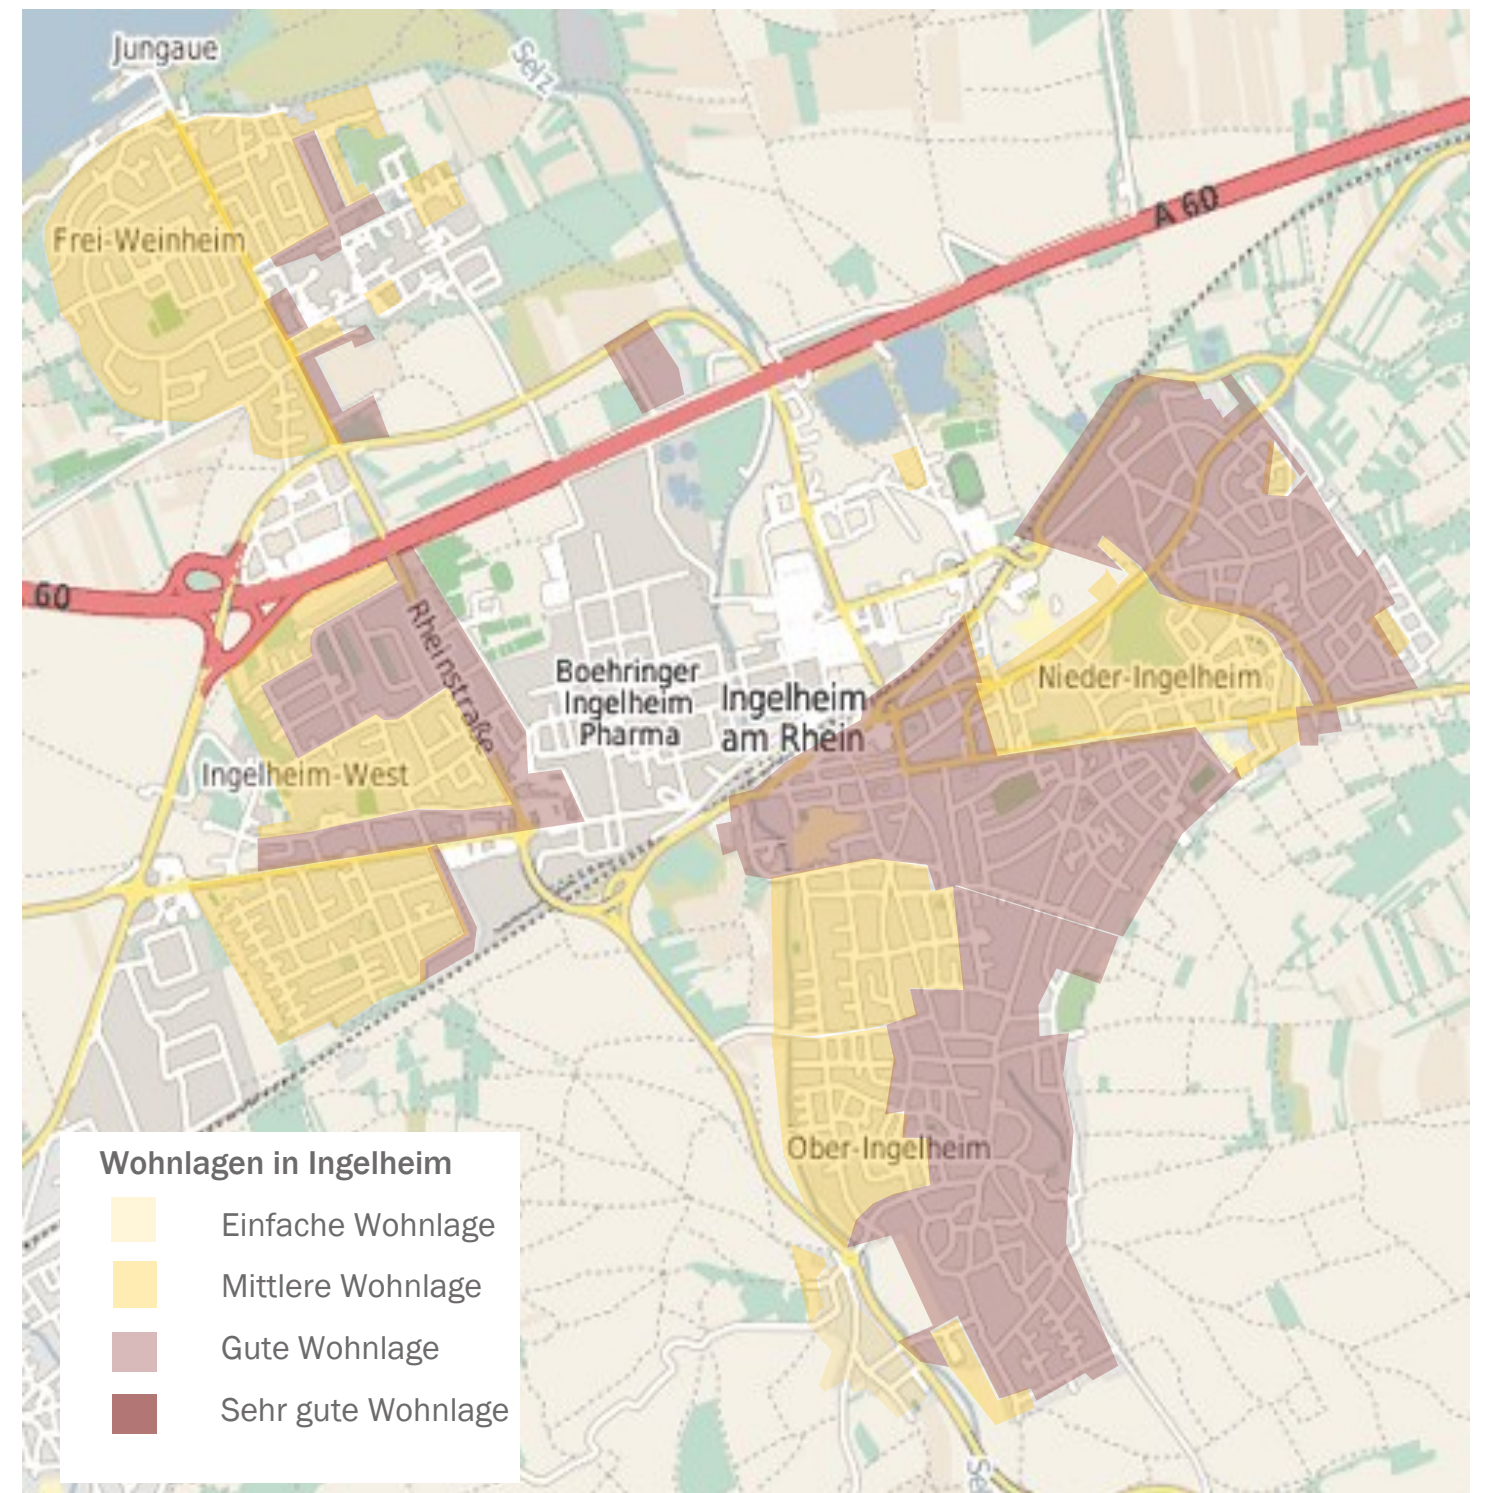 Jungaue
Selz
A 60
Frei-Weinheim
60
Rheinstraße
Boehringer
Ingelheim
Pharma
Ingelheim
am Rhein
Nieder-Ingelheim
Ingelheim-West
Ober-Ingelheim
Wohnlagen in Ingelheim
Einfache Wohnlage
Mittlere Wohnlage
Gute Wohnlage
Sehr gute Wohnlage
Se